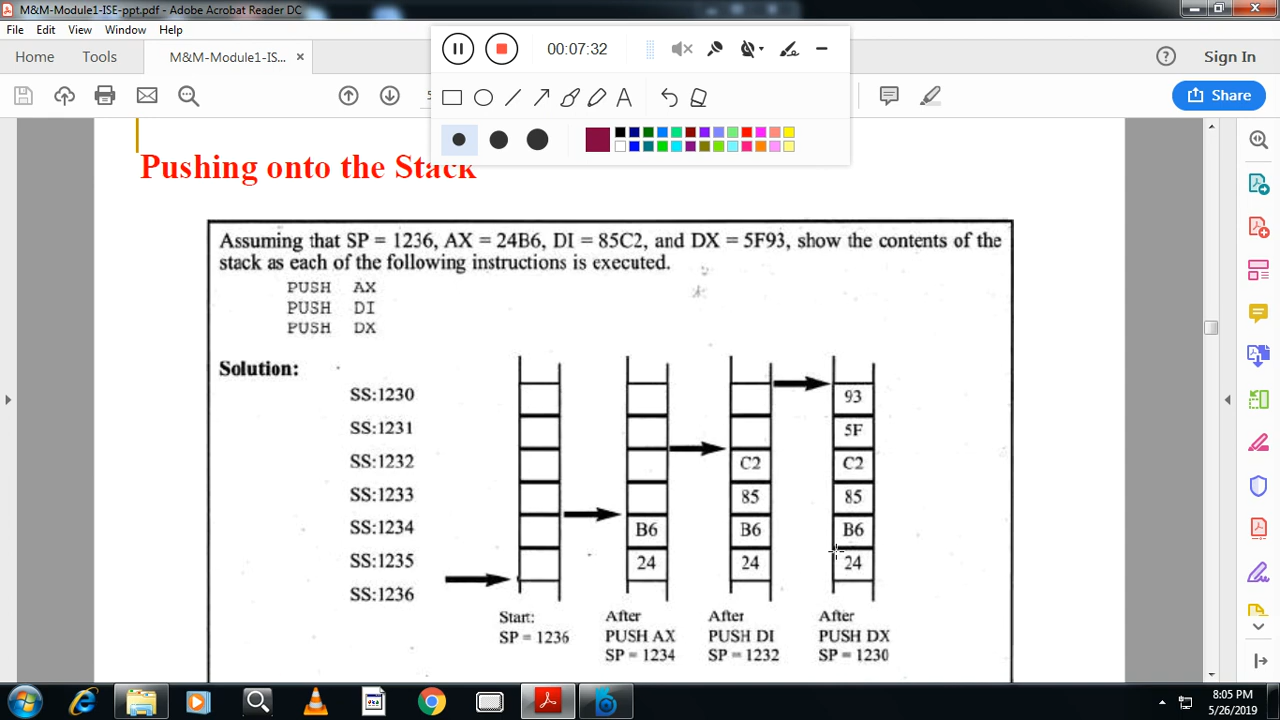 M&M-Module1-ISE-ppt.pdf - Adobe Acrobat Reader DC
File Edit View Window Help
Home Tools M&M-Module1-IS... ×
00:07:32
Sign In
Share
Pushing onto the Stack
Assuming that SP = 1236, AX = 24B6, DI = 85C2, and DX = 5F93, show the contents of the
stack as each of the following instructions is executed.
PUSH AX
PUSH DI
PUSH DX
Solution:
SS:1230 93
SS:1231 5F
SS:1232 C2 C2
SS:1233 85 85
SS:1234 B6 B6 B6
SS:1235 24 24 24
SS:1236
Start: After After After
SP = 1236 PUSH AX PUSH DI PUSH DX
SP = 1234 SP = 1232 SP = 1230
8:05 PM
5/26/2019